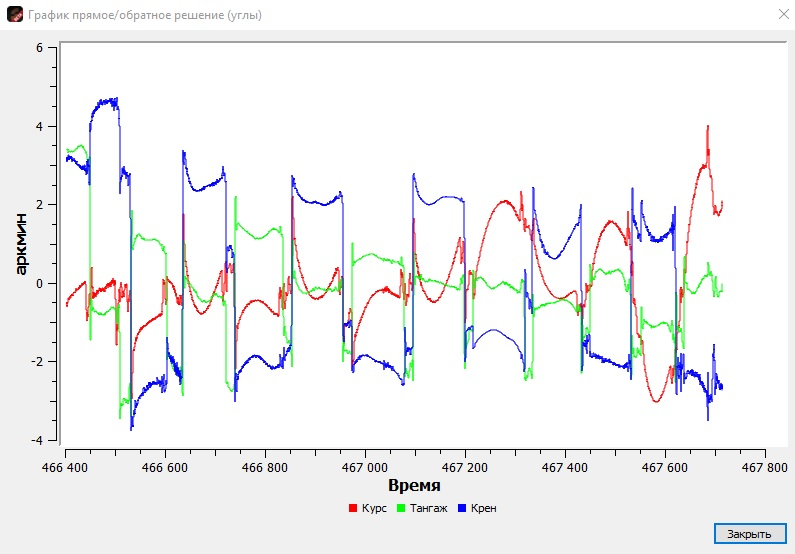 График прямое/обратное решение (углы)
6
4
2
0
-2
-4
аркмин
466 400 466 600 466 800 467 000 467 200 467 400 467 600 467 800
Время
Курс Тангаж Крен
Закрыть